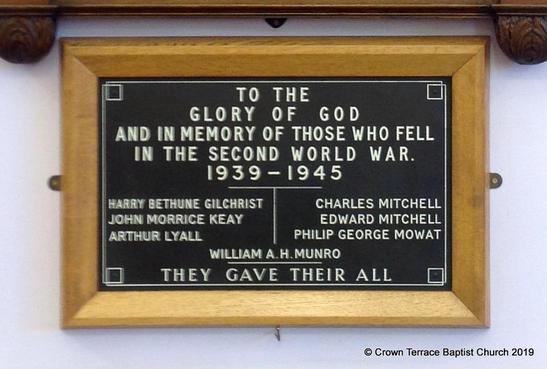 TO THE
GLORY OF GOD
AND IN MEMORY OF THOSE WHO FELL
IN THE SECOND WORLD WAR.
1939-1945
HARRY BETHUNE GILCHRIST
JOHN MORRICE KEAY
ARTHUR LYALL
CHARLES MITCHELL
EDWARD MITCHELL
PHILIP GEORGE MOWAT
WILLIAM A.H.MUNRO
THEY GAVE THEIR ALL
© Crown Terrace Baptist Church 2019